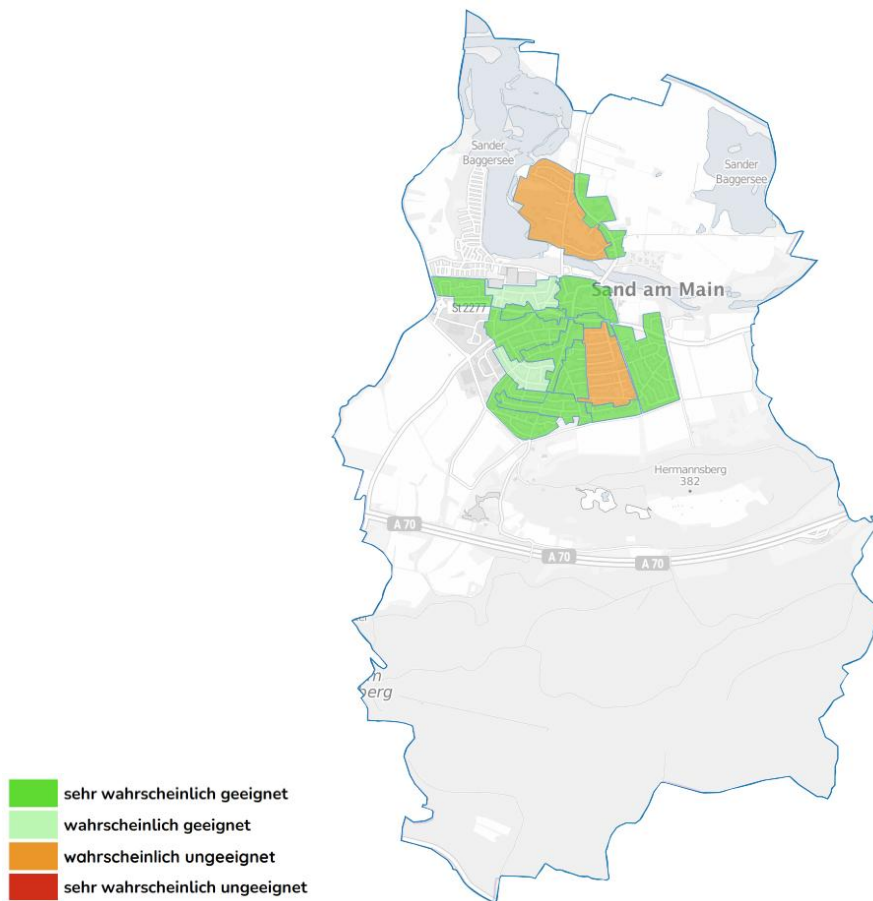 Sander
Baggersee
Sander
Baggersee
Sand am Main
St 2277
Hermannsberg
382
A 70
A 70
A 70
berg
sehr wahrscheinlich geeignet
wahrscheinlich geeignet
wahrscheinlich ungeeignet
sehr wahrscheinlich ungeeignet